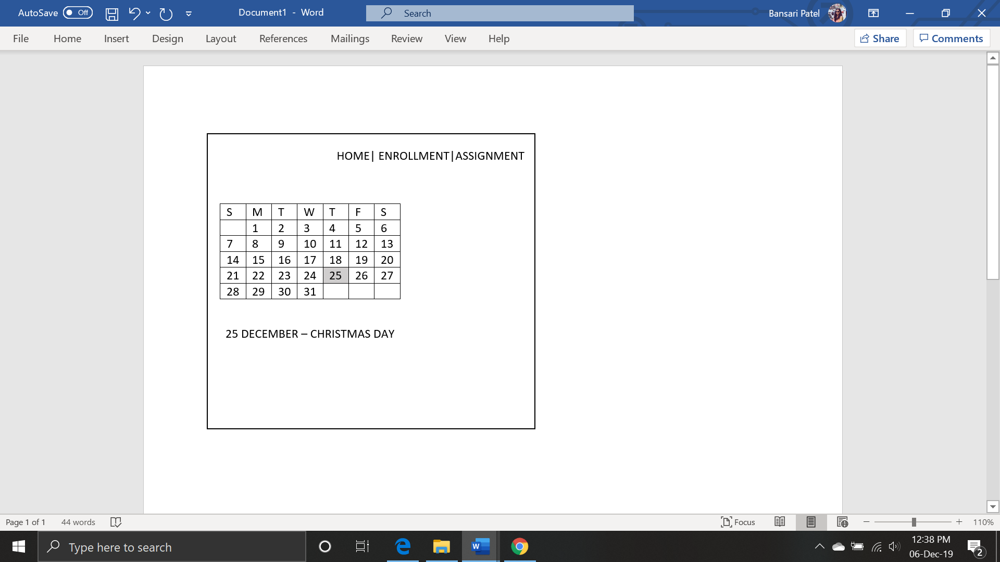 AutoSave Off Document1 - Word Search Bansari Patel
File Home Insert Design Layout References Mailings Review View Help Share Comments
HOME| ENROLLMENT|ASSIGNMENT
S M T W T F S
1 2 3 4 5 6
7 8 9 10 11 12 13
14 15 16 17 18 19 20
21 22 23 24 25 26 27
28 29 30 31
25 DECEMBER – CHRISTMAS DAY
Page 1 of 1 44 words Focus 110%
Type here to search
12:38 PM
06-Dec-19
2